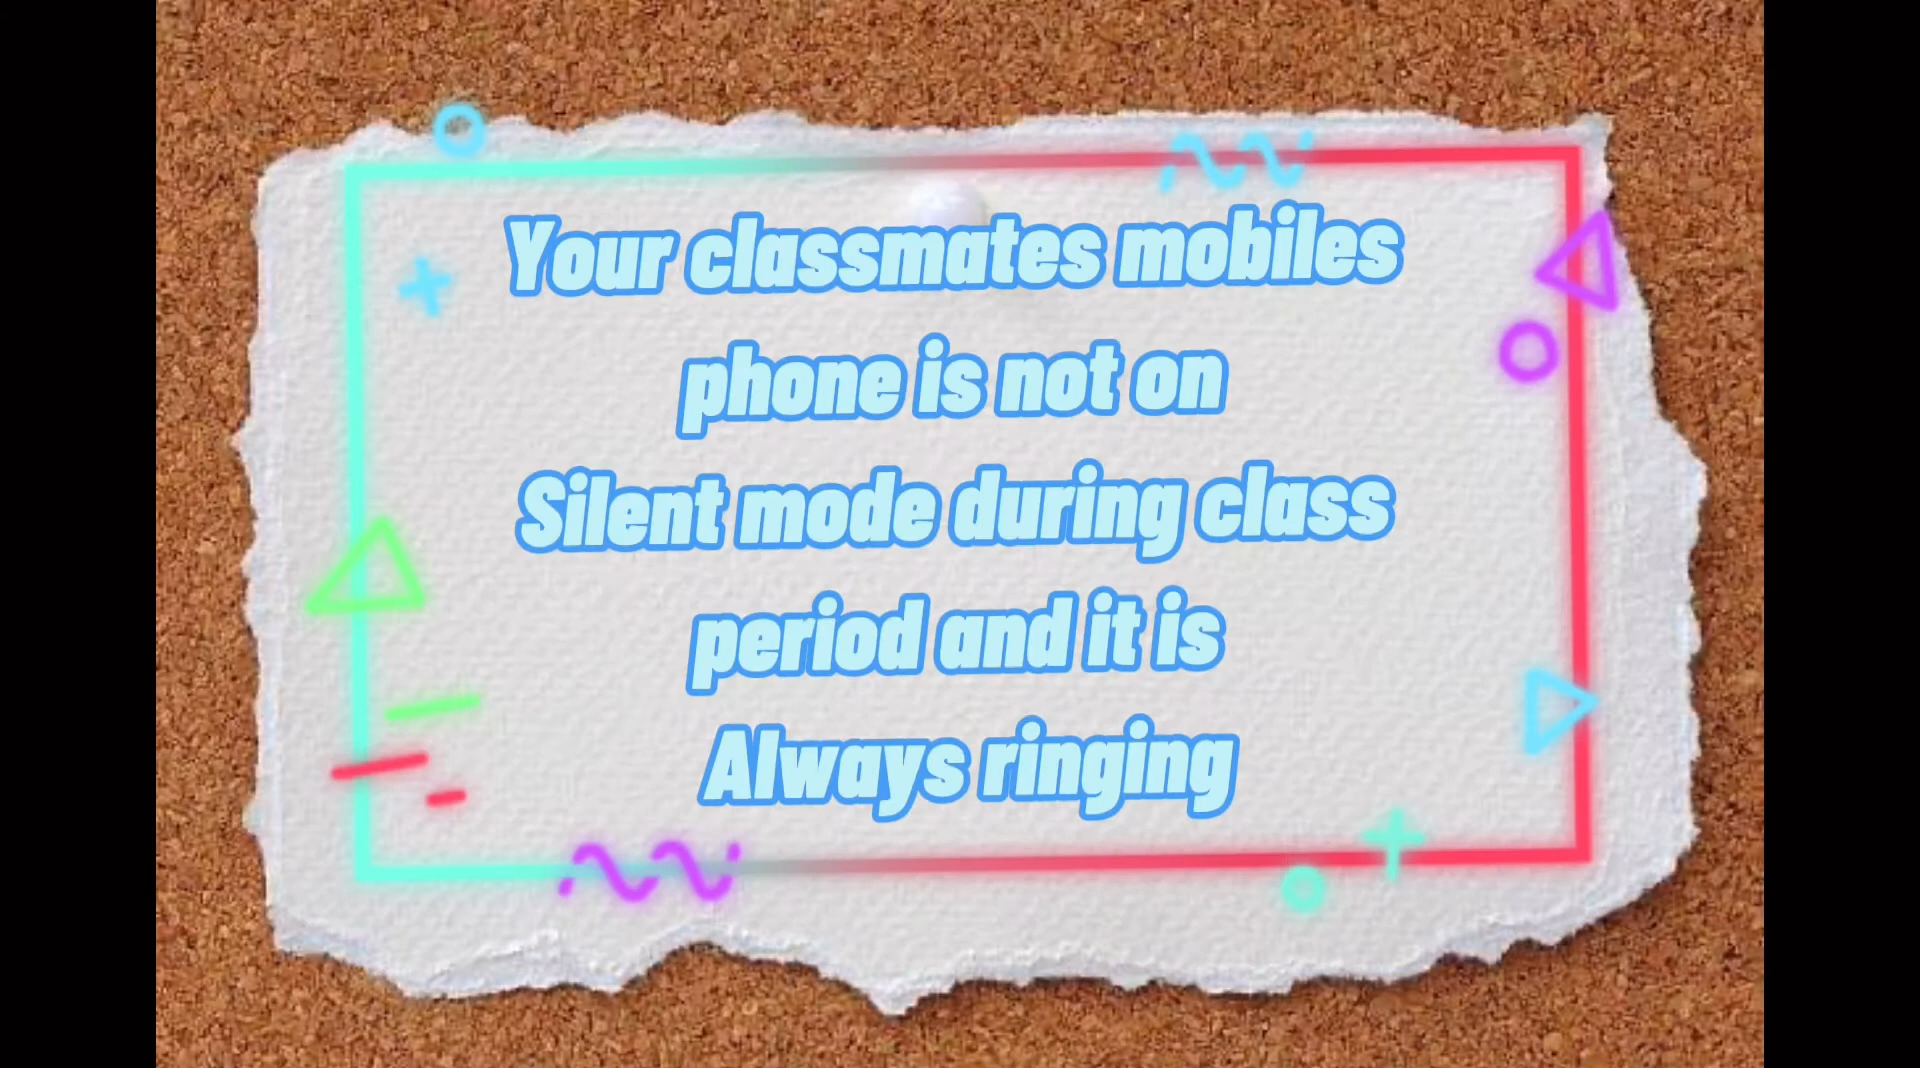 Your classmates mobiles
phone is not on
Silent mode during class
period and it is
Always ringing